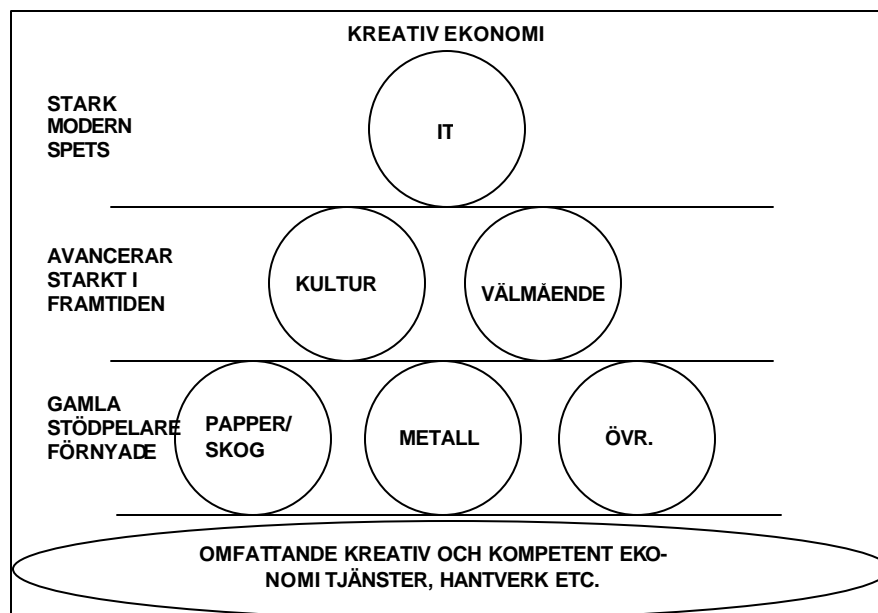 KREATIV EKONOMI
STARK
MODERN
SPETS
IT
AVANCERAR
STARKT I
FRAMTIDEN
KULTUR
VÄLMÅENDE
GAMLA
STÖDPELARE
FÖRNYADE
PAPPER/
SKOG
METALL
ÖVR.
OMFATTANDE KREATIV OCH KOMPETENT EKO-
NOMI TJÄNSTER, HANTVERK ETC.